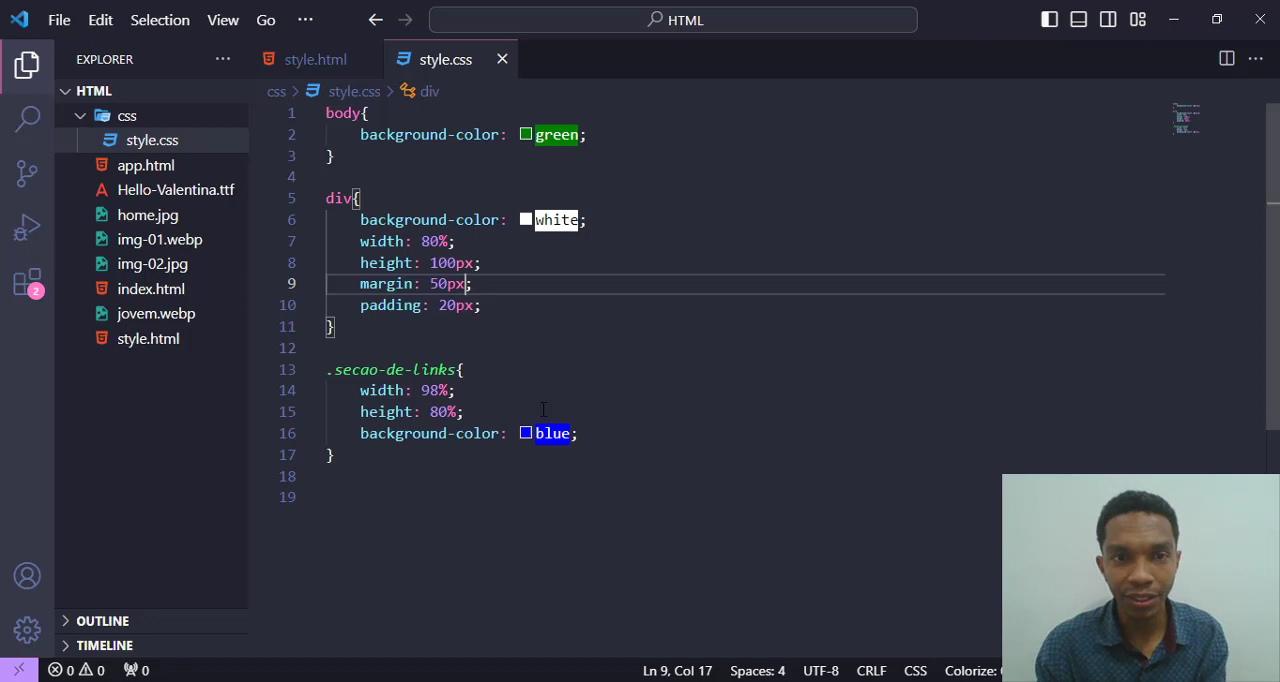 File Edit Selection View Go ··· HTML
EXPLORER ···
style.html
style.css
HTML
css
style.css
app.html
Hello-Valentina.ttf
home.jpg
img-01.webp
img-02.jpg
index.html
jovem.webp
style.html
OUTLINE
TIMELINE
2
css > style.css > div
1 body{
2 background-color: green;
3 }
4
5 div{
6 background-color: white;
7 width: 80%;
8 height: 100px;
9 margin: 50px;
10 padding: 20px;
11 }
12
13 .secao-de-links{
14 width: 98%;
15 height: 80%;
16 background-color: blue;
17 }
18
19
0 0 0 Ln 9, Col 17 Spaces: 4 UTF-8 CRLF CSS Colorize: